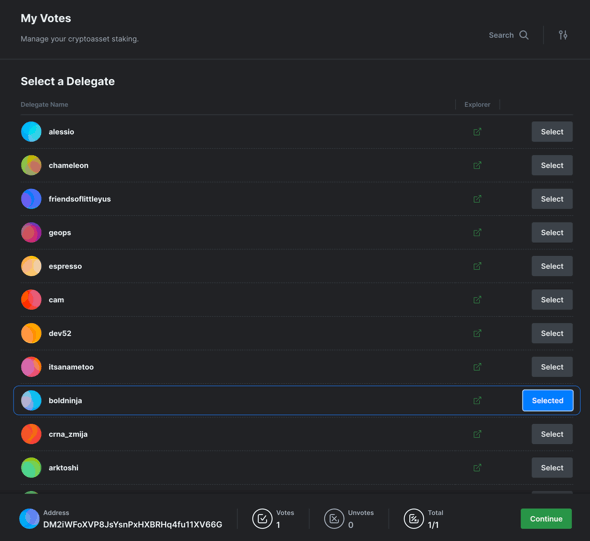 My Votes
Manage your cryptoasset staking.
Search
Select a Delegate
Delegate Name
Explorer
alessio
Select
chameleon
Select
friendsoflittleyus
Select
geops
Select
espresso
Select
cam
Select
dev52
Select
itsanametoo
Select
boldninja
Selected
crna_zmija
Select
arktoshi
Select
Address
DM2iWFoXVP8JsYsnPxHXBRHq4fu11XV66G
Votes
1
Unvotes
0
Total
1/1
Continue